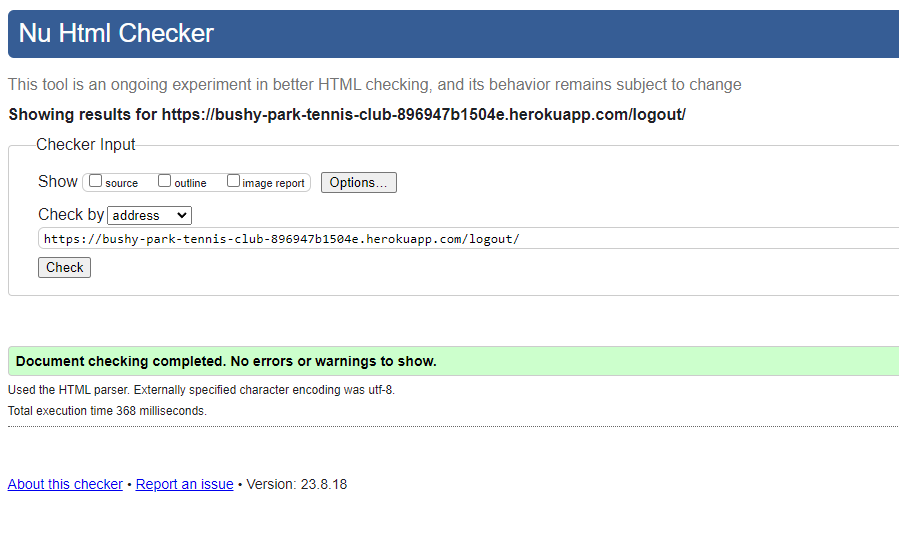 Nu Html Checker
This tool is an ongoing experiment in better HTML checking, and its behavior remains subject to change
Showing results for https://bushy-park-tennis-club-896947b1504e.herokuapp.com/logout/
Checker Input
Show source outline image report Options...
Check by address
https://bushy-park-tennis-club-896947b1504e.herokuapp.com/logout/
Check
Document checking completed. No errors or warnings to show.
Used the HTML parser. Externally specified character encoding was utf-8.
Total execution time 368 milliseconds.
About this checker • Report an issue • Version: 23.8.18